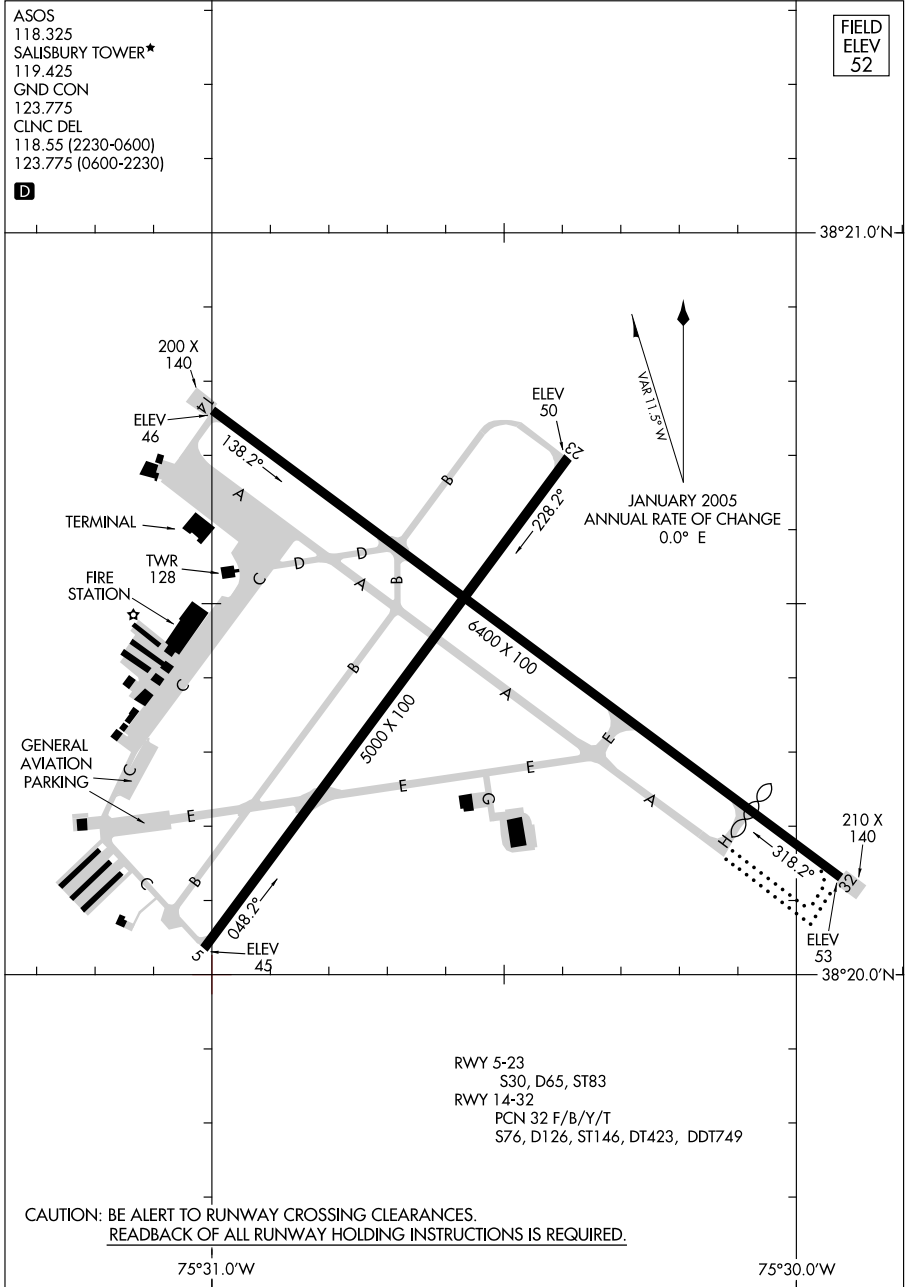 ASOS
118.325
SALISBURY TOWER★
119.425
GND CON
123.775
CLNC DEL
118.55 (2230-0600)
123.775 (0600-2230)
D
FIELD
ELEV
52
38°21.0'N
200 X
140
14
ELEV
46
138.2°
ELEV
50
23
228.2°
VAR 11.5° W
JANUARY 2005
ANNUAL RATE OF CHANGE
0.0° E
A
B
TERMINAL
TWR
128
C
D
D
A
B
FIRE
STATION
6400 X 100
B
A
C
5000 X 100
E
GENERAL
AVIATION
PARKING
C
E
E
E
G
A
H
210 X
140
318.2°
32
ELEV
53
C
B
048.2°
5
ELEV
45
38°20.0'N
RWY 5-23
S30, D65, ST83
RWY 14-32
PCN 32 F/B/Y/T
S76, D126, ST146, DT423, DDT749
CAUTION: BE ALERT TO RUNWAY CROSSING CLEARANCES.
READBACK OF ALL RUNWAY HOLDING INSTRUCTIONS IS REQUIRED.
75°31.0'W
75°30.0'W